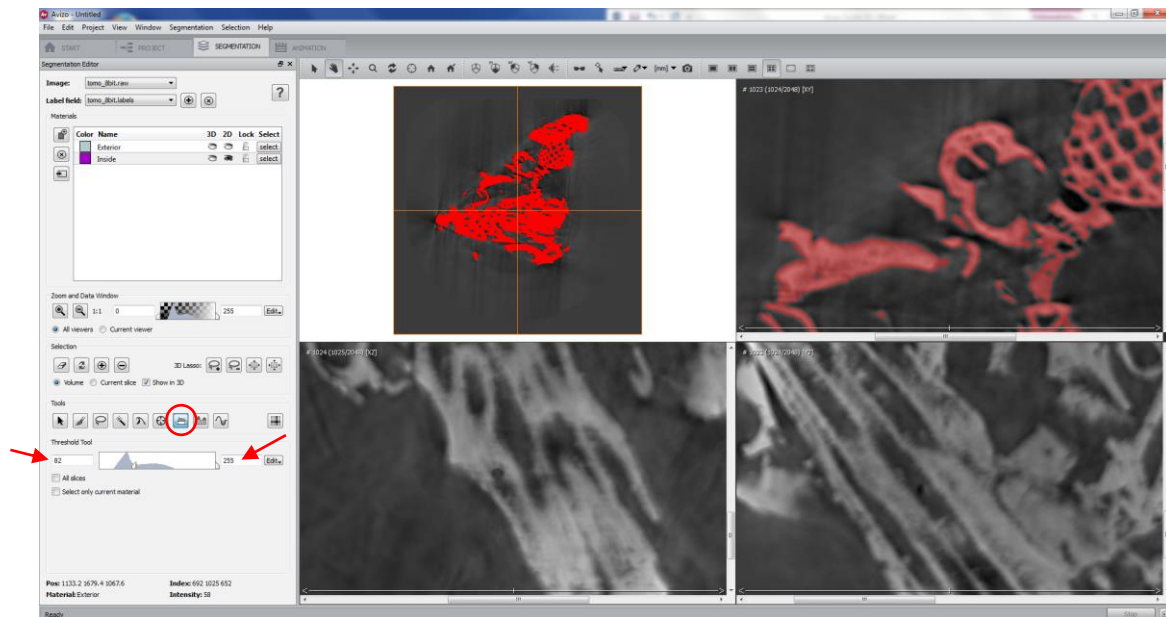 Avizo - Untitled
File Edit Project View Window Segmentation Selection Help
START PROJECT SEGMENTATION ANIMATION
Segmentation Editor
Image: tomo_8bit.raw
Label field: tomo_8bit.labels
?
Materials
Color Name 3D 2D Lock Select
Exterior select
Inside select
Zoom and Data Window
1:1 0 255 Edit
All viewers Current viewer
Selection
3D Lasso:
Volume Current slice Show in 3D
Tools
Threshold Tool
82 255 Edit
All slices
Select only current material
Pos: 1133.2 1679.4 1067.6 Index: 692 1025 652
Material: Exterior Intensity: 58
Ready
[mm]
# 1023 (1024/2048) [XY]
# 1024 (1025/2048) [XZ]
Stop